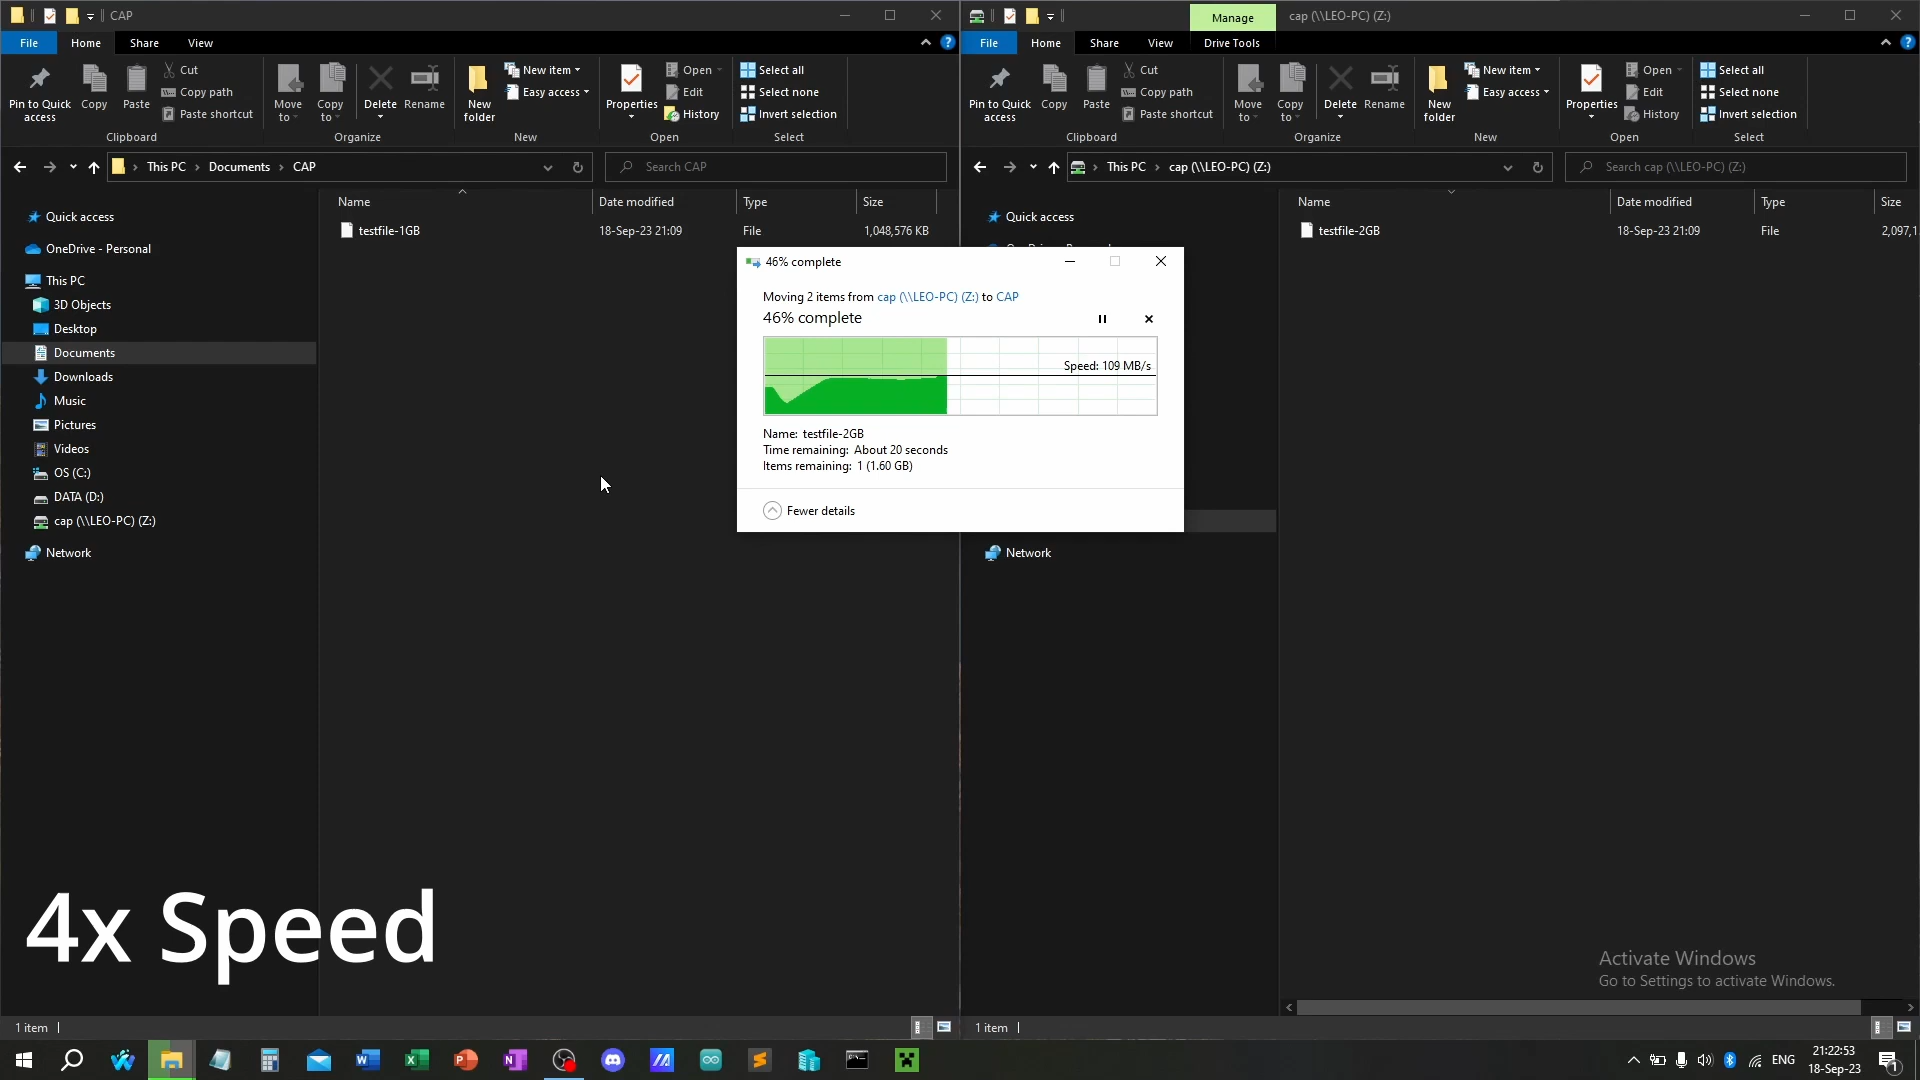 CAP
File Home Share View
Pin to Quick access
Copy
Paste
Cut
Copy path
Paste shortcut
Clipboard
Move to
Copy to
Delete
Rename
Organize
New folder
New item
Easy access
New
Properties
Open
Edit
History
Open
Select all
Select none
Invert selection
Select
This PC > Documents > CAP
Search CAP
Name Date modified Type Size
testfile-1GB 18-Sep-23 21:09 File 1,048,576 KB
Quick access
OneDrive - Personal
This PC
3D Objects
Desktop
Documents
Downloads
Music
Pictures
Videos
OS (C:)
DATA (D:)
cap (\\LEO-PC) (Z:)
Network
1 item
Manage
cap (\\LEO-PC) (Z:)
File Home Share View Drive Tools
Pin to Quick access
Copy
Paste
Cut
Copy path
Paste shortcut
Clipboard
Move to
Copy to
Delete
Rename
Organize
New folder
New item
Easy access
New
Properties
Open
Edit
History
Open
Select all
Select none
Invert selection
Select
This PC > cap (\\LEO-PC) (Z:)
Search cap (\\LEO-PC) (Z:)
Name Date modified Type Size
testfile-2GB 18-Sep-23 21:09 File 2,097,1
Quick access
Network
1 item
46% complete
Moving 2 items from cap (\\LEO-PC) (Z:) to CAP
46% complete
Speed: 109 MB/s
Name: testfile-2GB
Time remaining: About 20 seconds
Items remaining: 1 (1.60 GB)
Fewer details
4x Speed
Activate Windows
Go to Settings to activate Windows.
ENG
21:22:53
18-Sep-23
1